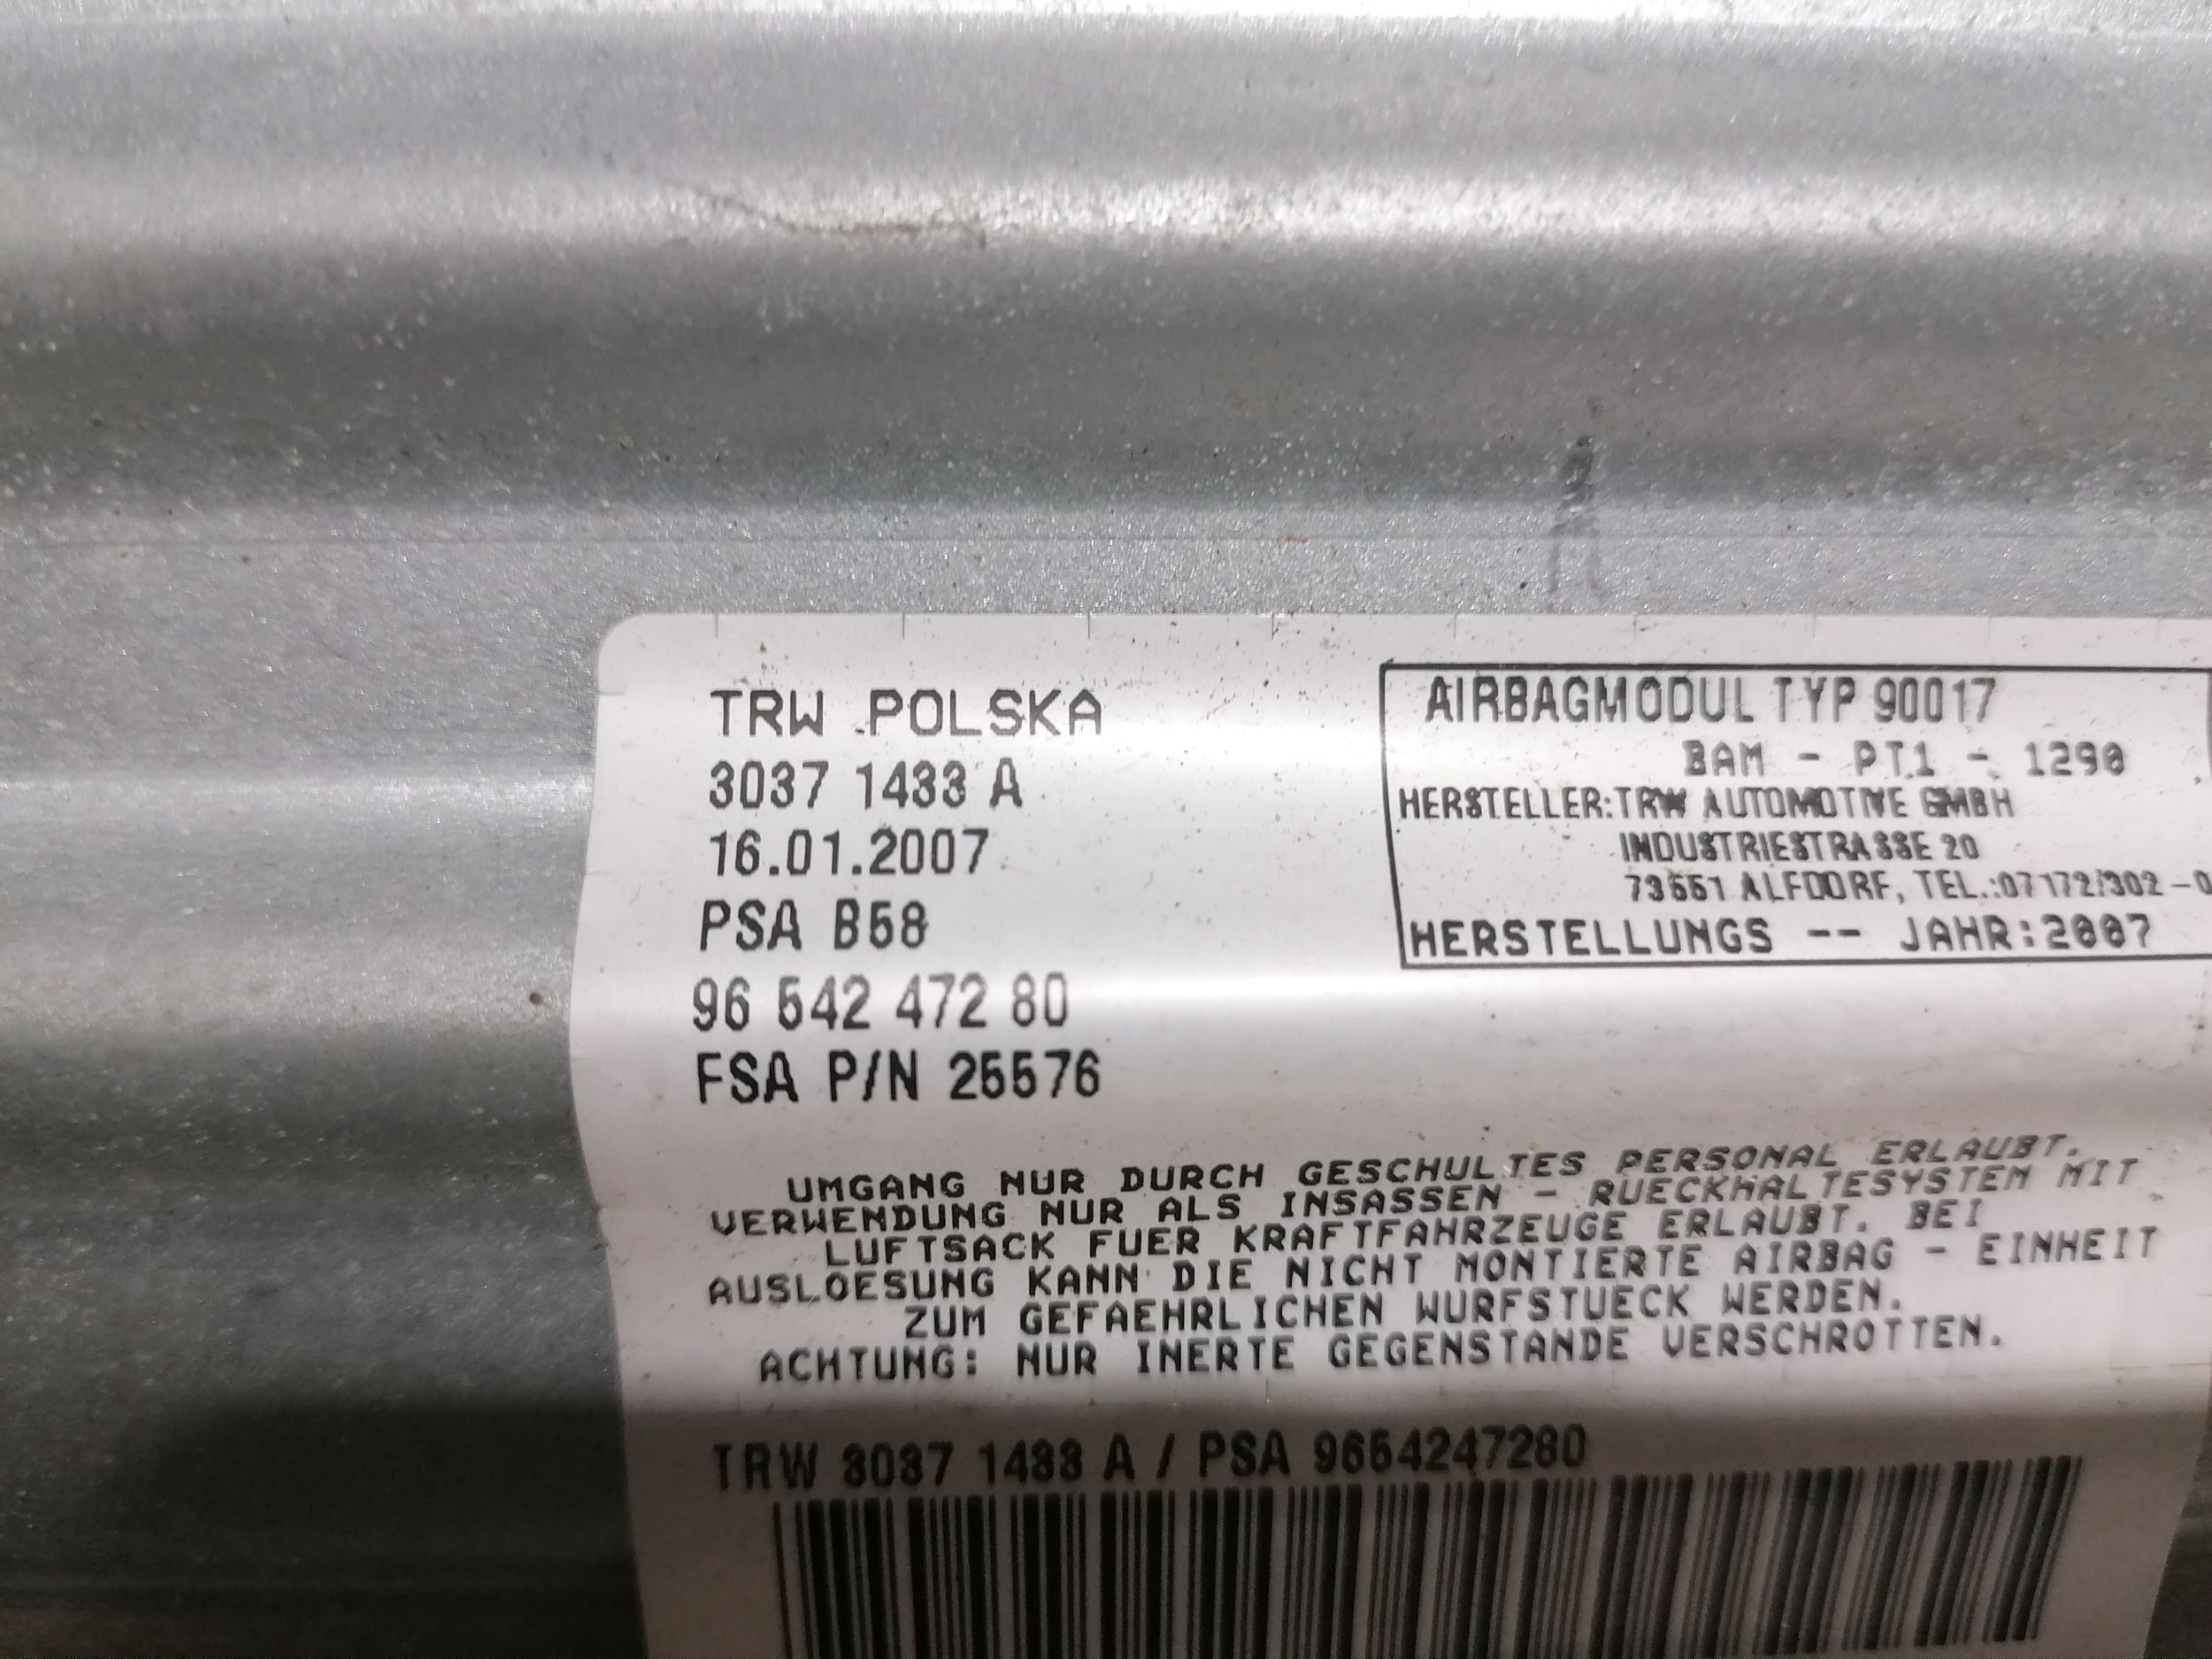 TRW POLSKA
3037 1433 A
16.01.2007
PSA B58
96 542 472 80
FSA P/N 25576
AIRBAGMODUL TYP 90017
BAM - PT1 - 1290
HERSTELLER:TRW AUTOMOTIVE GMBH
INDUSTRIESTRASSE 20
73551 ALFDORF, TEL.:07172/302-0
HERSTELLUNGS -- JAHR:2007
UMGANG NUR DURCH GESCHULTES PERSONAL ERLAUBT.
VERWENDUNG NUR ALS INSASSEN - RUECKHALTESYSTEM MIT
LUFTSACK FUER KRAFTFAHRZEUGE ERLAUBT. BEI
AUSLOESUNG KANN DIE NICHT MONTIERTE AIRBAG - EINHEIT
ZUM GEFAEHRLICHEN WURFSTUECK WERDEN.
ACHTUNG: NUR INERTE GEGENSTANDE VERSCHROTTEN.
TRW 3037 1433 A / PSA 9654247280